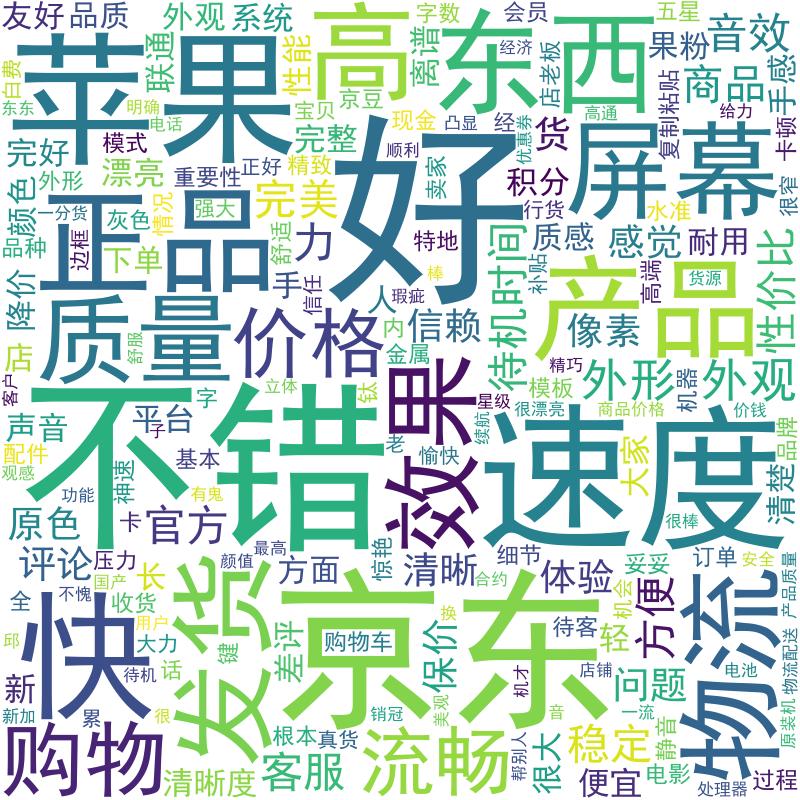 友好
品质
外观
系统
高
字数
会员
五星
果粉
音效
白费
苹果
联通
性能
离谱
东西
店老板
经济
商品
手感
东东
明确
电话
宝贝
京豆
现金
凸显
经
优惠券
货
高通
复制粘贴
给力
卡顿
模式
完整
完好
漂亮
重要性
正好
精致
顺利
好
卖家
积分
屏幕
很窄
外形
颜色
正品
完美
行货
水准
一分货
灰色
情况
强大
舒适
力
特地
质感
感觉
耐用
品种
边框
下单
手
信任
人
瑕疵
棒
待机时间
补贴
产品
高端
货源
性价比
降价
质量
价格
内
信赖
像素
店
舒服
金属
效果
精巧
外形
外观
客户
不错
立体
钛
字
星级
模板
很漂亮
商品价格
机器
价钱
声音
平台
子
老
续航
速度
配件
基本
愉快
大家
清楚
品牌
观感
神速
功能
有鬼
很棒
原色
卡
官方
评论
压力
长
发货
颜值
最高
方面
惊艳
清晰
细节
妥妥
订单
安全
国产
合约
体验
全
不愧
收货
键
京东
换
轻
机会
方便
物流
产品质量
快
用户
邱
大力
差评
购物车
保价
待客
话
新
待机
机才
店铺
问题
电池
物流配送
新加
累
很
销冠
美观
音
一流
静音
原装机
购物
根本
真货
流畅
帮别人
很大
稳定
清晰度
客服
便宜
电影
处理器
过程